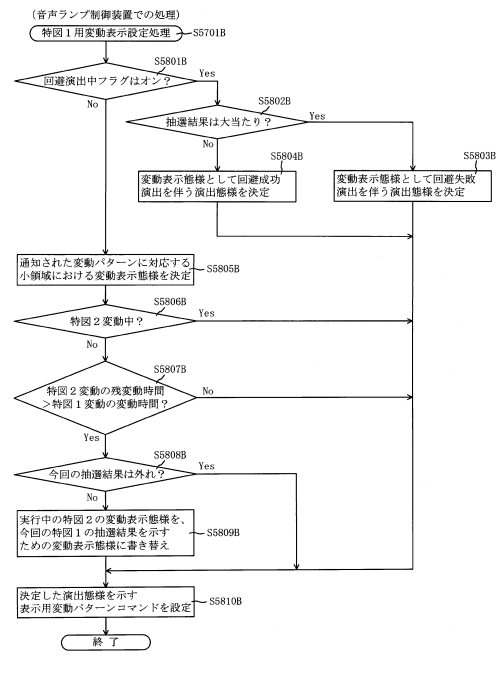 (音声ランプ制御装置での処理)
特図1用変動表示設定処理
S5701B
S5801B
回避演出中フラグはオン?
Yes
No
S5802B
抽選結果は大当たり?
Yes
No
S5804B
変動表示態様として回避成功
演出を伴う演出態様を決定
S5803B
変動表示態様として回避失敗
演出を伴う演出態様を決定
通知された変動パターンに対応する
小領域における変動表示態様を決定
S5805B
S5806B
特図2変動中?
Yes
No
S5807B
特図2変動の残変動時間
>特図1変動の変動時間?
No
Yes
S5808B
今回の抽選結果は外れ?
Yes
No
実行中の特図2の変動表示態様を、
今回の特図1の抽選結果を示す
ための変動表示態様に書き替え
S5809B
決定した演出態様を示す
表示用変動パターンコマンドを設定
S5810B
終了